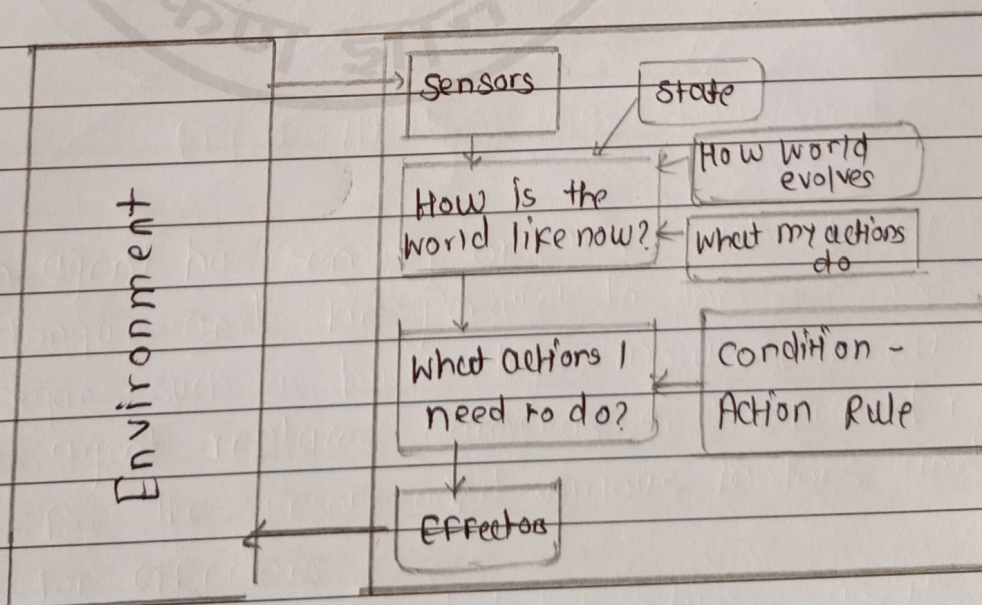 Environment
Sensors
State
How is the
world like now?
How world
evolves
what my actions
do
what actions I
need to do?
condition -
Action Rule
Effectors